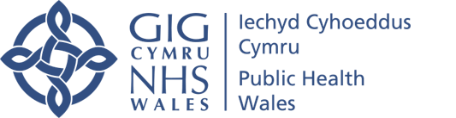 GIG
CYMRU
NHS
WALES
Iechyd Cyhoeddus
Cymru
Public Health
Wales